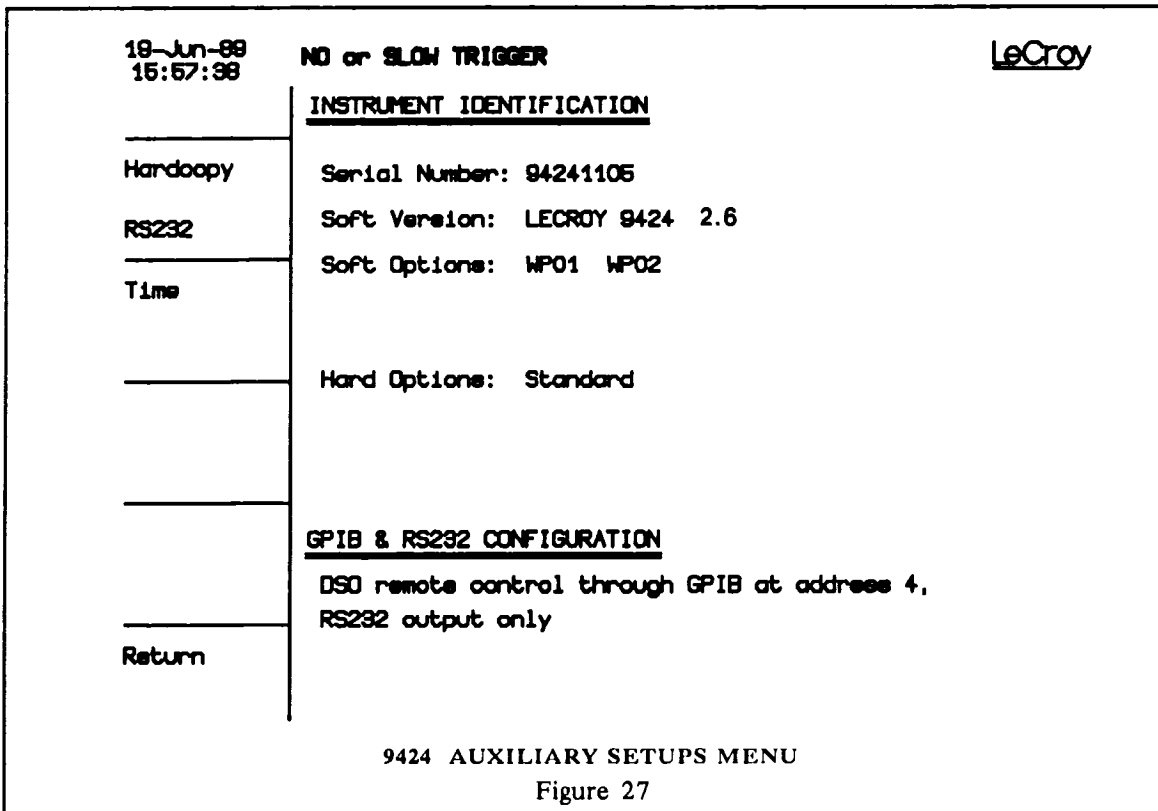 19-Jun-89
15:57:38
NO or SLOW TRIGGER
LeCroy
INSTRUMENT IDENTIFICATION
Hardcopy
RS232
Time
Return
Serial Number: 94241105
Soft Version: LECROY 9424 2.6
Soft Options: WP01 WP02
Hard Options: Standard
GPIB & RS232 CONFIGURATION
DSO remote control through GPIB at address 4,
RS232 output only
9424 AUXILIARY SETUPS MENU
Figure 27